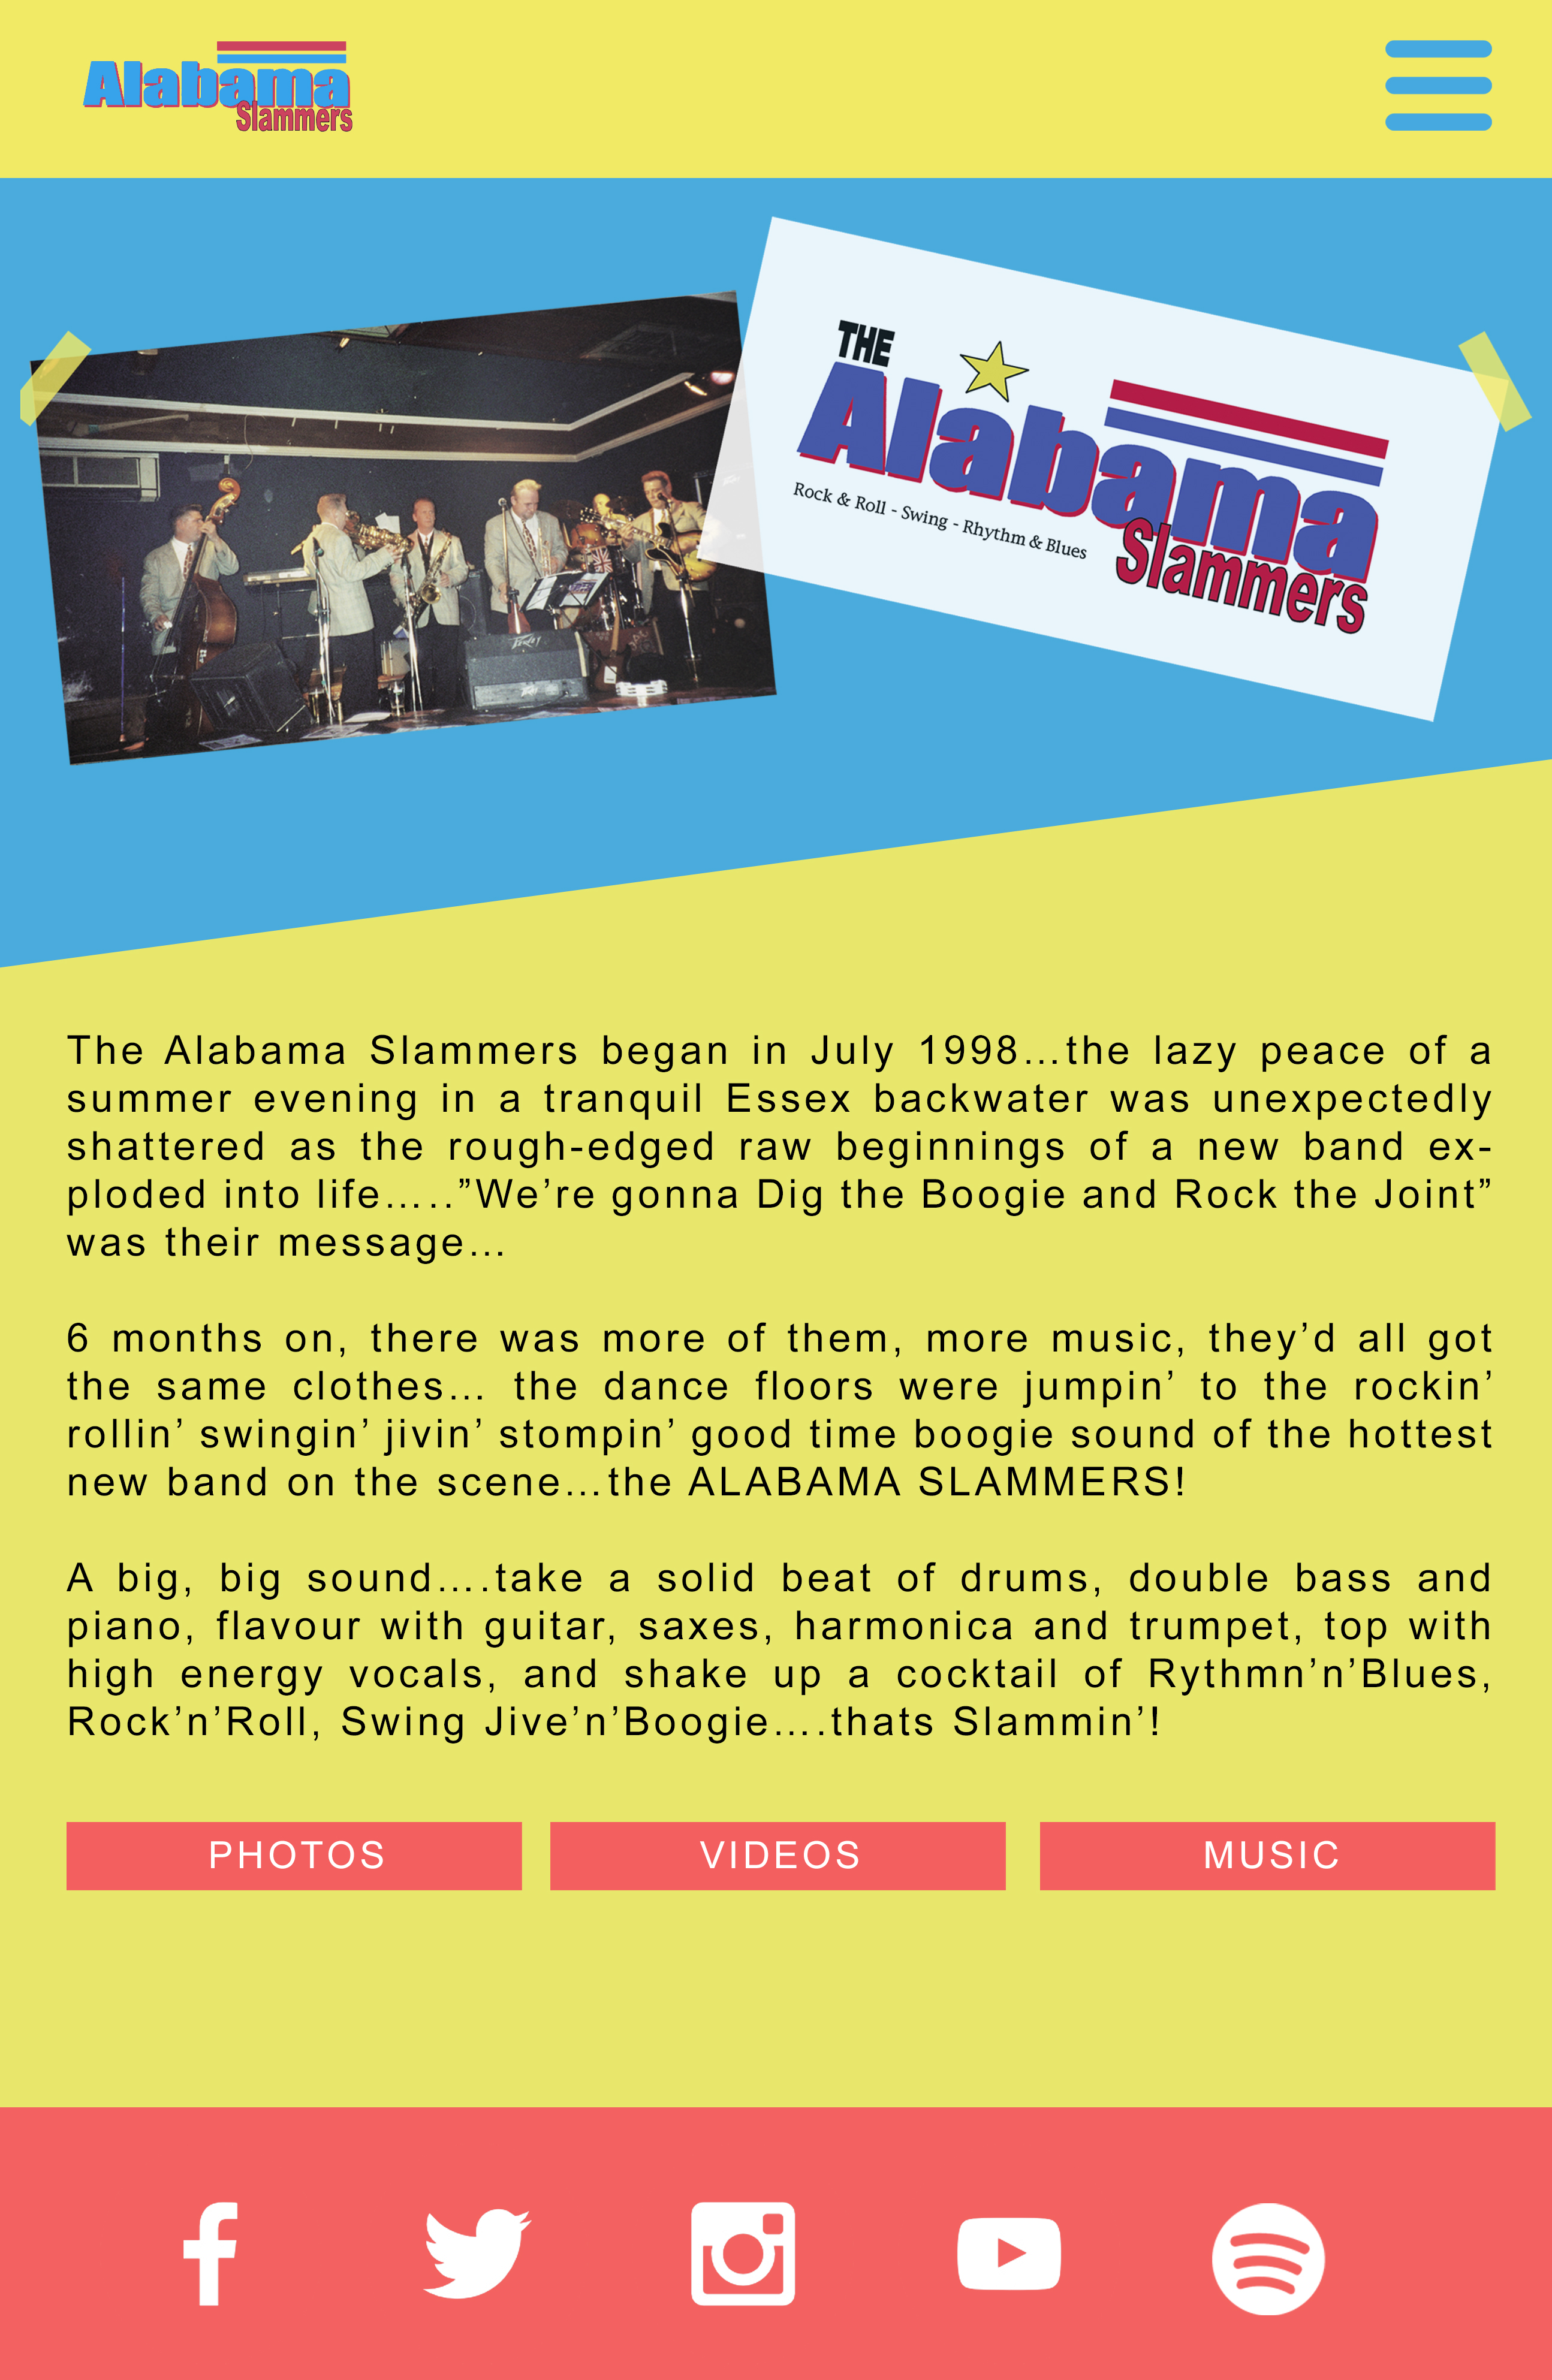 Alabama
Slammers
THE
Alabama
Rock & Roll - Swing - Rhythm & Blues
Slammers
Peavey
The Alabama Slammers began in July 1998...the lazy peace of a
summer evening in a tranquil Essex backwater was unexpectedly
shattered as the rough-edged raw beginnings of a new band ex-
ploded into life.....”We’re gonna Dig the Boogie and Rock the Joint”
was their message...
6 months on, there was more of them, more music, they’d all got
the same clothes... the dance floors were jumpin’ to the rockin’
rollin’ swingin’ jivin’ stompin’ good time boogie sound of the hottest
new band on the scene...the ALABAMA SLAMMERS!
A big, big sound....take a solid beat of drums, double bass and
piano, flavour with guitar, saxes, harmonica and trumpet, top with
high energy vocals, and shake up a cocktail of Rythmn’n’Blues,
Rock’n’Roll, Swing Jive’n’Boogie....thats Slammin’!
PHOTOS VIDEOS MUSIC